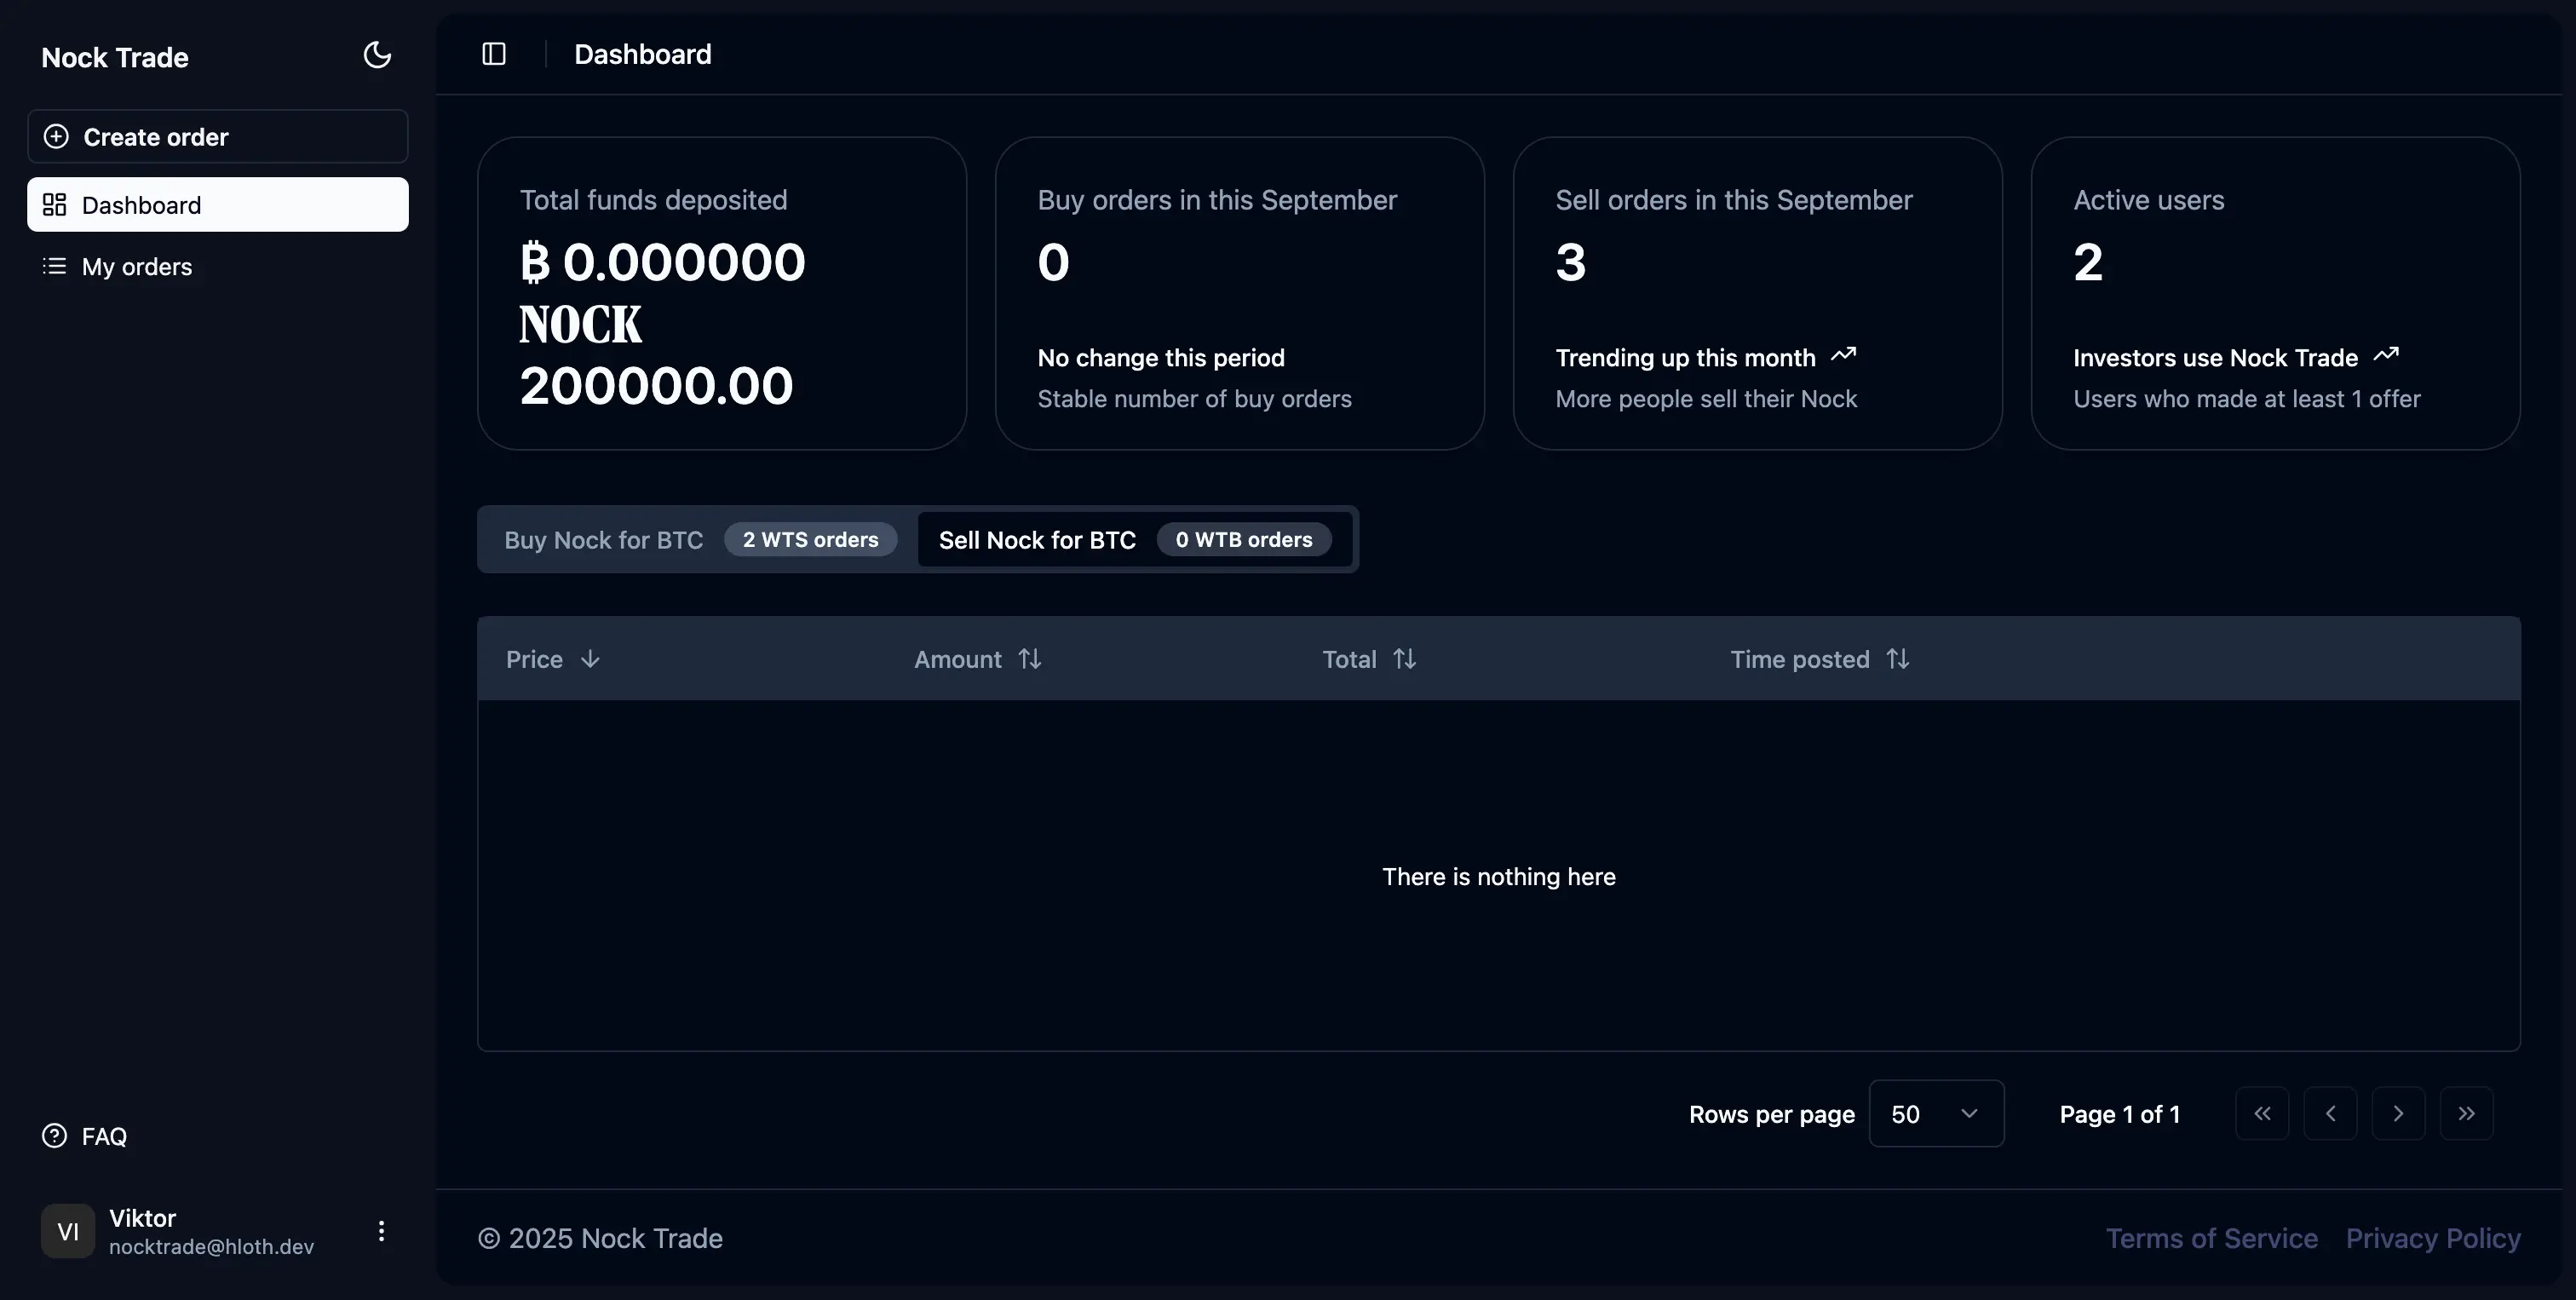 Nock Trade
Create order
Dashboard
My orders
FAQ
VI
Viktor
nocktrade@hloth.dev
Dashboard
Total funds deposited
₿ 0.000000
NOCK
200000.00
Buy orders in this September
0
No change this period
Stable number of buy orders
Sell orders in this September
3
Trending up this month
More people sell their Nock
Active users
2
Investors use Nock Trade
Users who made at least 1 offer
Buy Nock for BTC 2 WTS orders Sell Nock for BTC 0 WTB orders
Price Amount Total Time posted
There is nothing here
Rows per page 50 Page 1 of 1
© 2025 Nock Trade Terms of Service Privacy Policy